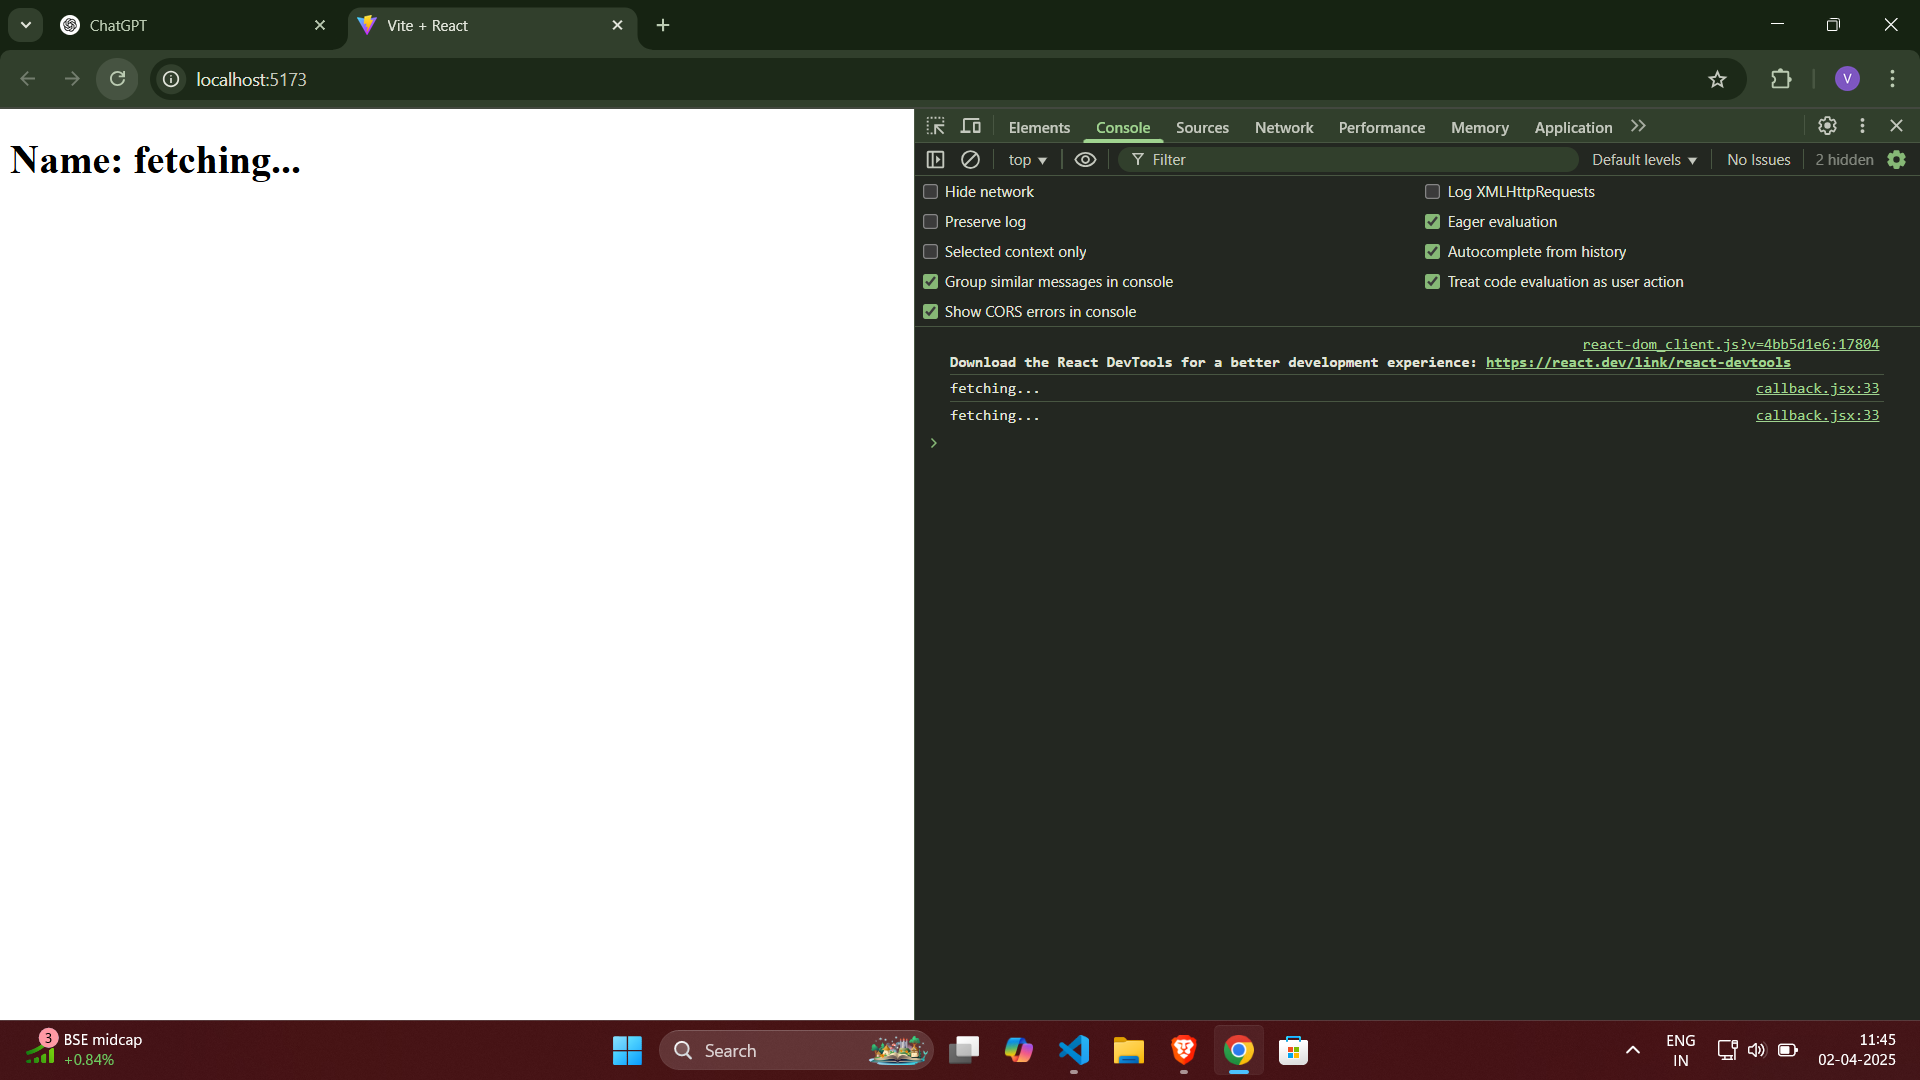 ChatGPT
Vite + React
localhost:5173
V
Name: fetching...
Elements Console Sources Network Performance Memory Application
top Filter Default levels No Issues 2 hidden
Hide network Log XMLHttpRequests
Preserve log Eager evaluation
Selected context only Autocomplete from history
Group similar messages in console Treat code evaluation as user action
Show CORS errors in console
react-dom_client.js?v=4bb5d1e6:17804
Download the React DevTools for a better development experience: https://react.dev/link/react-devtools
fetching... callback.jsx:33
fetching... callback.jsx:33
3 BSE midcap
+0.84%
Search
ENG
IN
11:45
02-04-2025